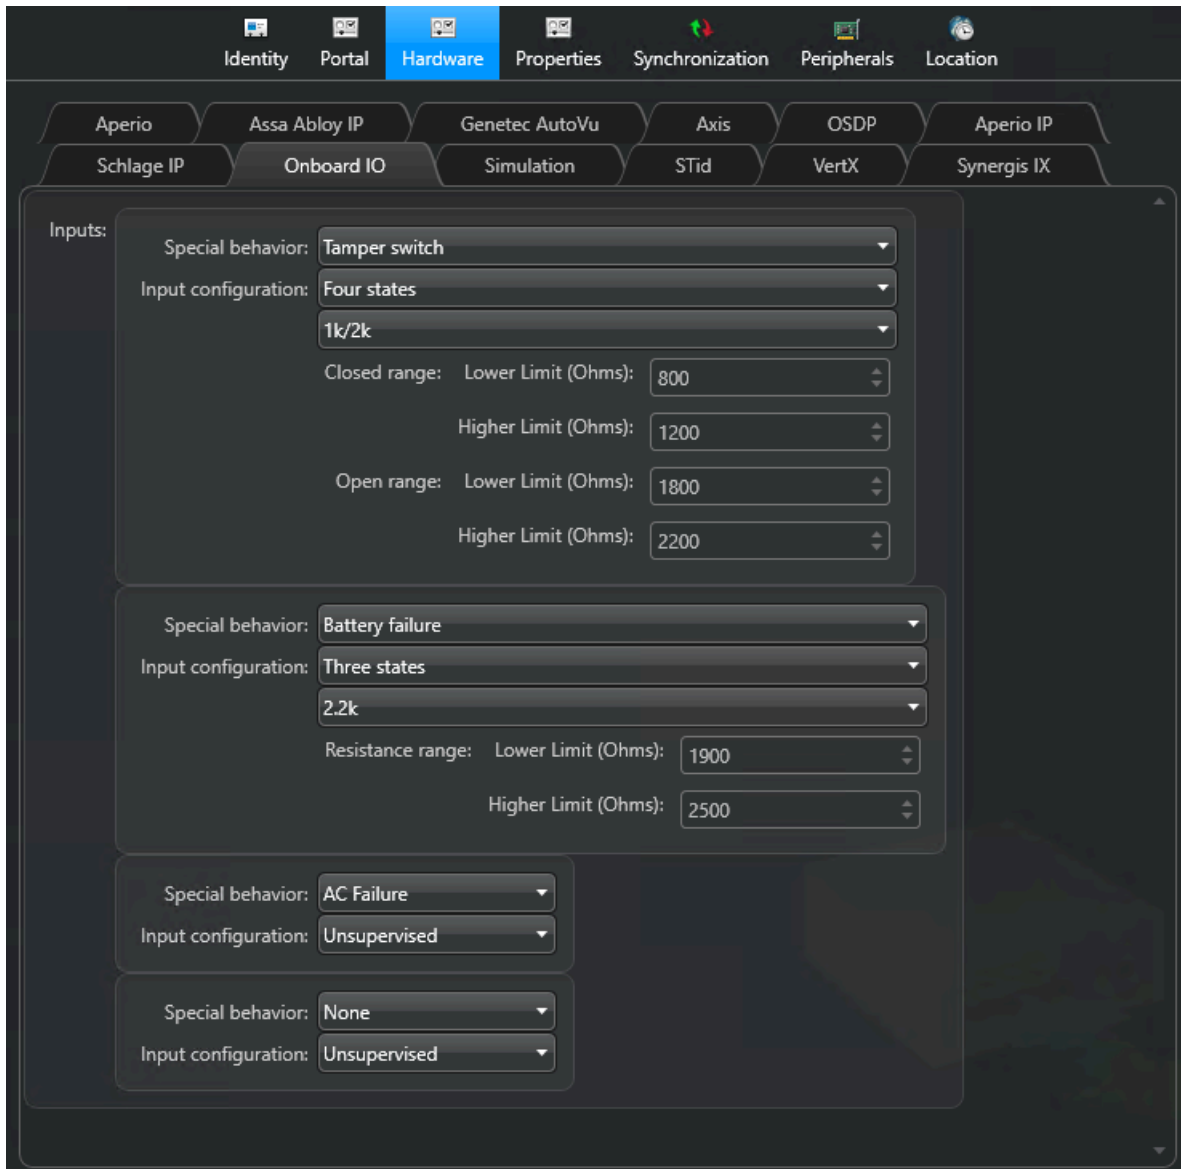 Identity Portal Hardware Properties Synchronization Peripherals Location
Aperio Assa Abloy IP Genetec AutoVu Axis OSDP Aperio IP
Schlage IP Onboard IO Simulation STid VertX Synergis IX
Inputs:
Special behavior: Tamper switch
Input configuration: Four states
1k/2k
Closed range: Lower Limit (Ohms): 800
Higher Limit (Ohms): 1200
Open range: Lower Limit (Ohms): 1800
Higher Limit (Ohms): 2200
Special behavior: Battery failure
Input configuration: Three states
2.2k
Resistance range: Lower Limit (Ohms): 1900
Higher Limit (Ohms): 2500
Special behavior: AC Failure
Input configuration: Unsupervised
Special behavior: None
Input configuration: Unsupervised